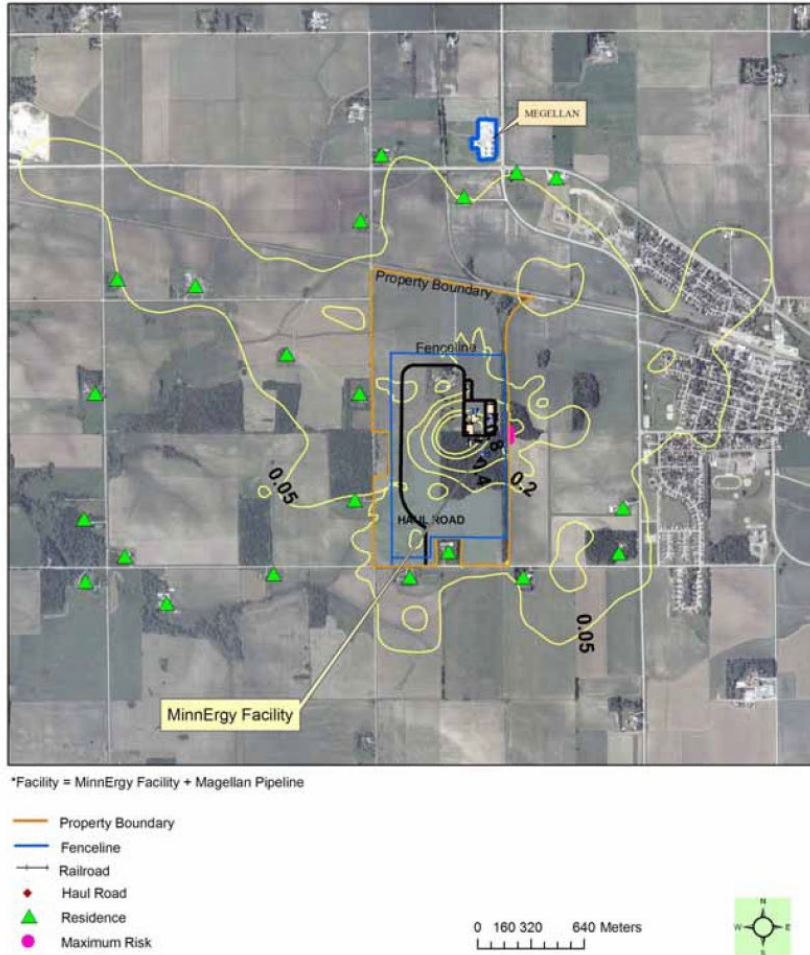 MEGELLAN
Property Boundary
Fenceline
0.8
0.4
0.2
0.05
HAUL ROAD
0.05
MinnErgy Facility
*Facility = MinnErgy Facility + Magellan Pipeline
Property Boundary
Fenceline
Railroad
Haul Road
Residence
Maximum Risk
0 160 320 640 Meters
N
W E
S